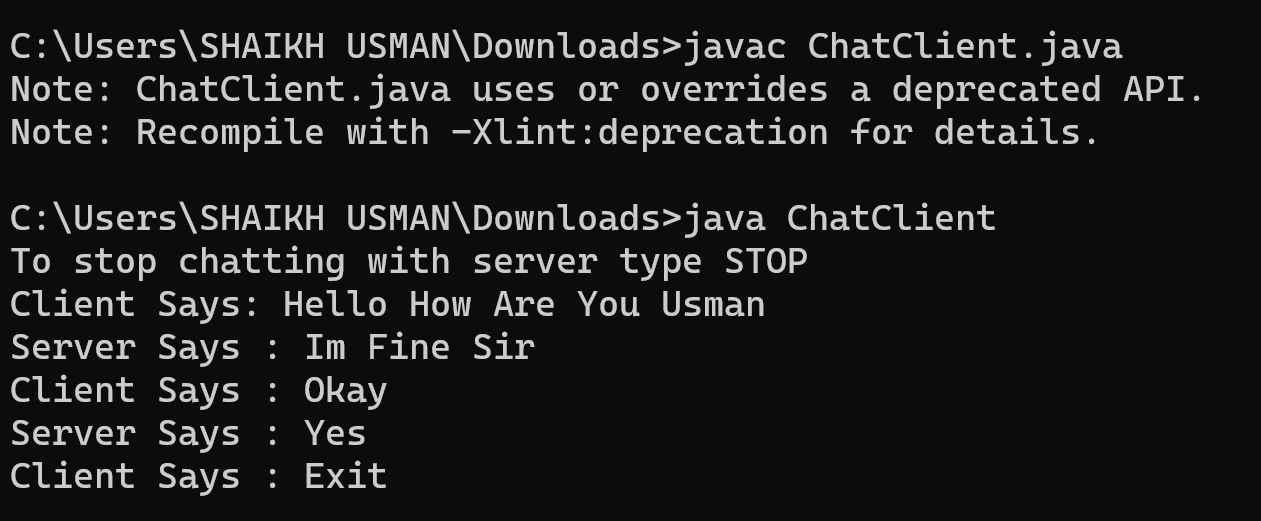 C:\Users\SHAIKH USMAN\Downloads>javac ChatClient.java
Note: ChatClient.java uses or overrides a deprecated API.
Note: Recompile with -Xlint:deprecation for details.
C:\Users\SHAIKH USMAN\Downloads>java ChatClient
To stop chatting with server type STOP
Client Says: Hello How Are You Usman
Server Says : Im Fine Sir
Client Says : Okay
Server Says : Yes
Client Says : Exit